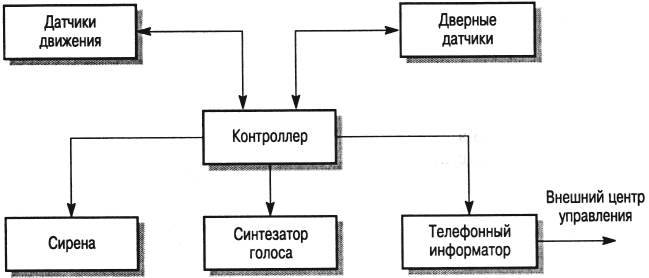 Датчики
движения
Дверные
датчики
Контроллер
Сирена
Синтезатор
голоса
Телефонный
информатор
Внешний центр
управления